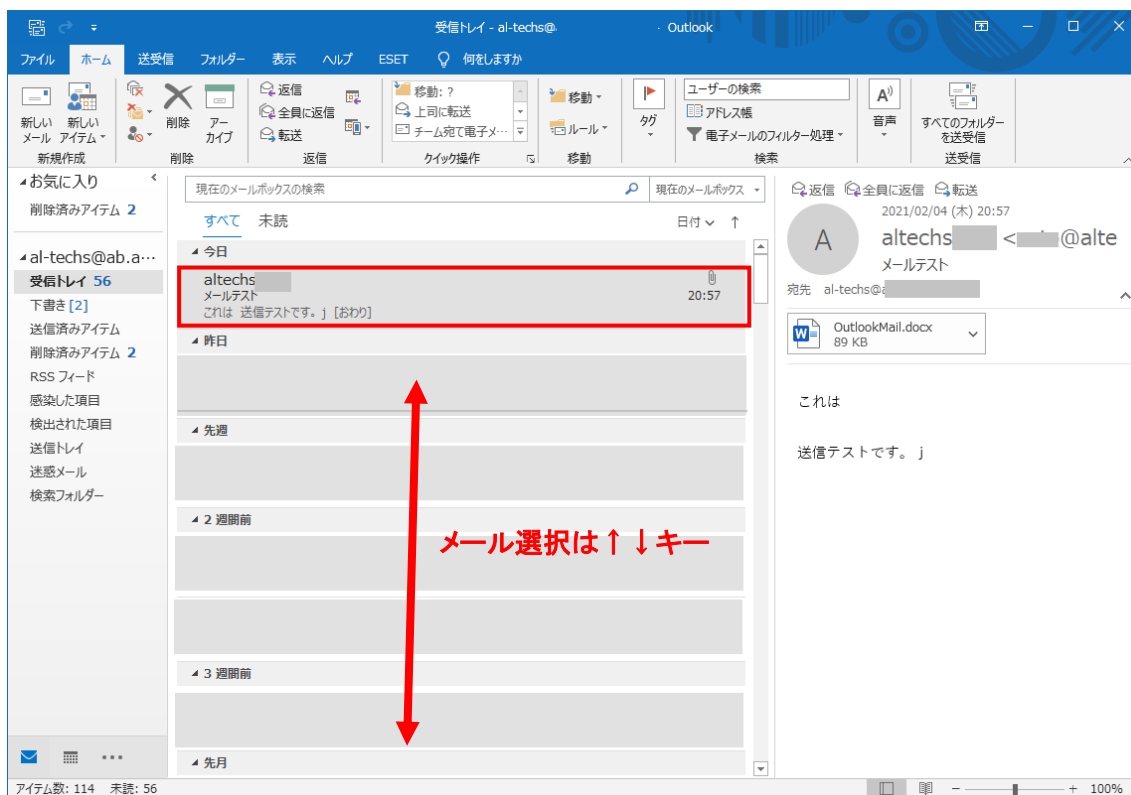 受信トレイ - al-techs@
- Outlook
ファイル ホーム 送受信 フォルダー 表示 ヘルプ ESET 何をしますか
新しい メール
新しい アイテム
新規作成
削除
アー カイブ
削除
返信
全員に返信
転送
返信
移動: ?
上司に転送
チーム宛て電子メ…
クイック操作
移動
ルール
移動
タグ
ユーザーの検索
アドレス帳
電子メールのフィルター処理
検索
音声
すべてのフォルダー
を送受信
送受信
お気に入り
削除済みアイテム 2
al-techs@ab.a…
受信トレイ 56
下書き [2]
送信済みアイテム
削除済みアイテム 2
RSS フィード
感染した項目
検出された項目
送信トレイ
迷惑メール
検索フォルダー
現在のメールボックスの検索
現在のメールボックス
すべて 未読 日付 ↑
今日
altechs
メールテスト 20:57
これは 送信テストです。j [おわり]
昨日
先週
2 週間前
メール選択は↑↓キー
3 週間前
先月
返信 全員に返信 転送
2021/02/04 (木) 20:57
A
altechs < @alte
メールテスト
宛先 al-techs@
OutlookMail.docx
89 KB
これは
送信テストです。j
アイテム数: 114 未読: 56
100%